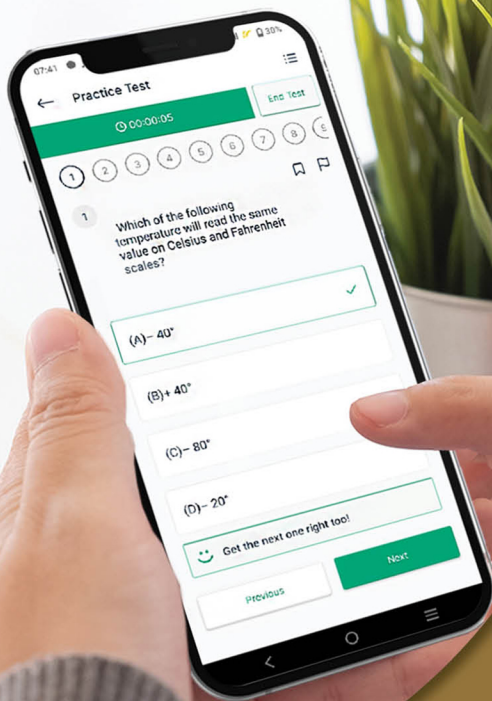 07:41
30%
Practice Test
00:00:05
End Test
1 2 3 4 5 6 7 8
1
Which of the following
temperature will read the same
value on Celsius and Fahrenheit
scales?
(A)– 40°
(B)+ 40°
(C)– 80°
(D)– 20°
Get the next one right too!
Previous
Next